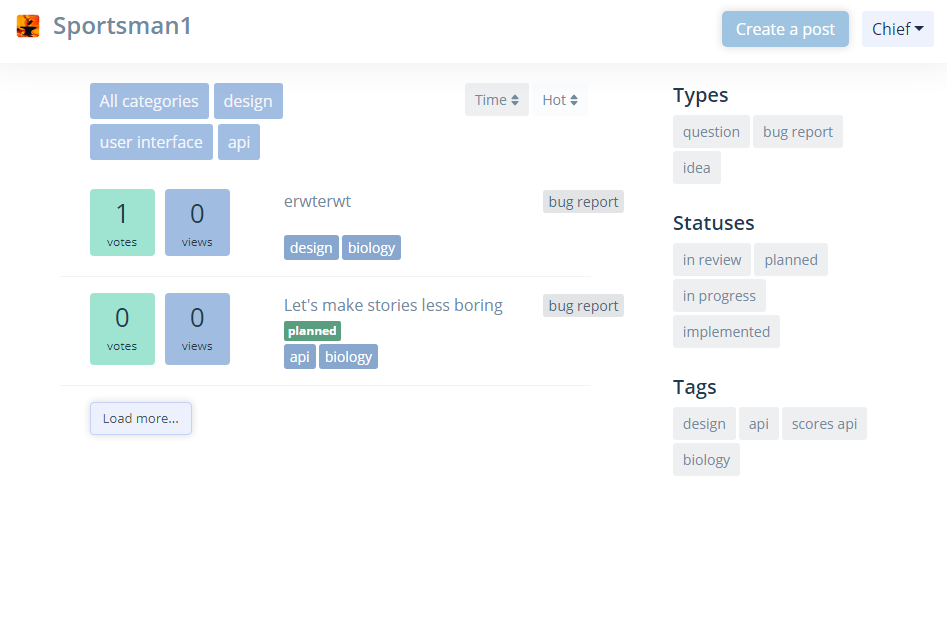 Sportsman1
Create a post
Chief
All categories design
user interface api
Time Hot
1 votes
0 views
erwterwt
bug report
design biology
0 votes
0 views
Let's make stories less boring
bug report
planned
api biology
Load more...
Types
question bug report
idea
Statuses
in review planned
in progress
implemented
Tags
design api scores api
biology